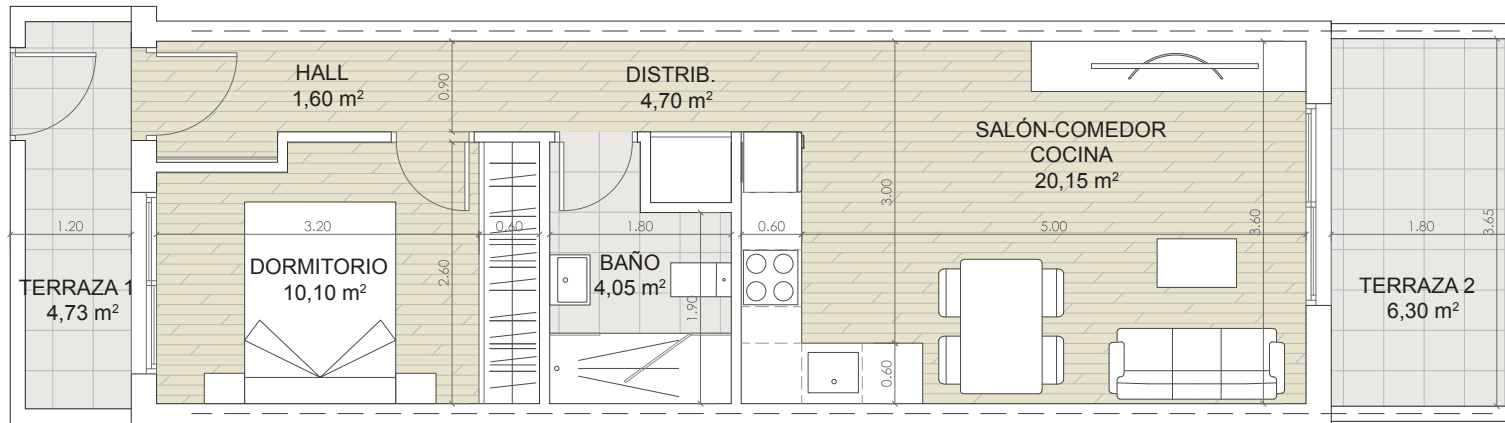 HALL
1,60 m²
0.90
DISTRIB.
4,70 m²
SALÓN-COMEDOR
COCINA
20,15 m²
3.00
3.60
3.65
1.20
3.20
0.60
1.80
0.60
5.00
1.80
TERRAZA 1
4,73 m²
DORMITORIO
10,10 m²
2.60
BAÑO
4,05 m²
1.90
TERRAZA 2
6,30 m²
0.60